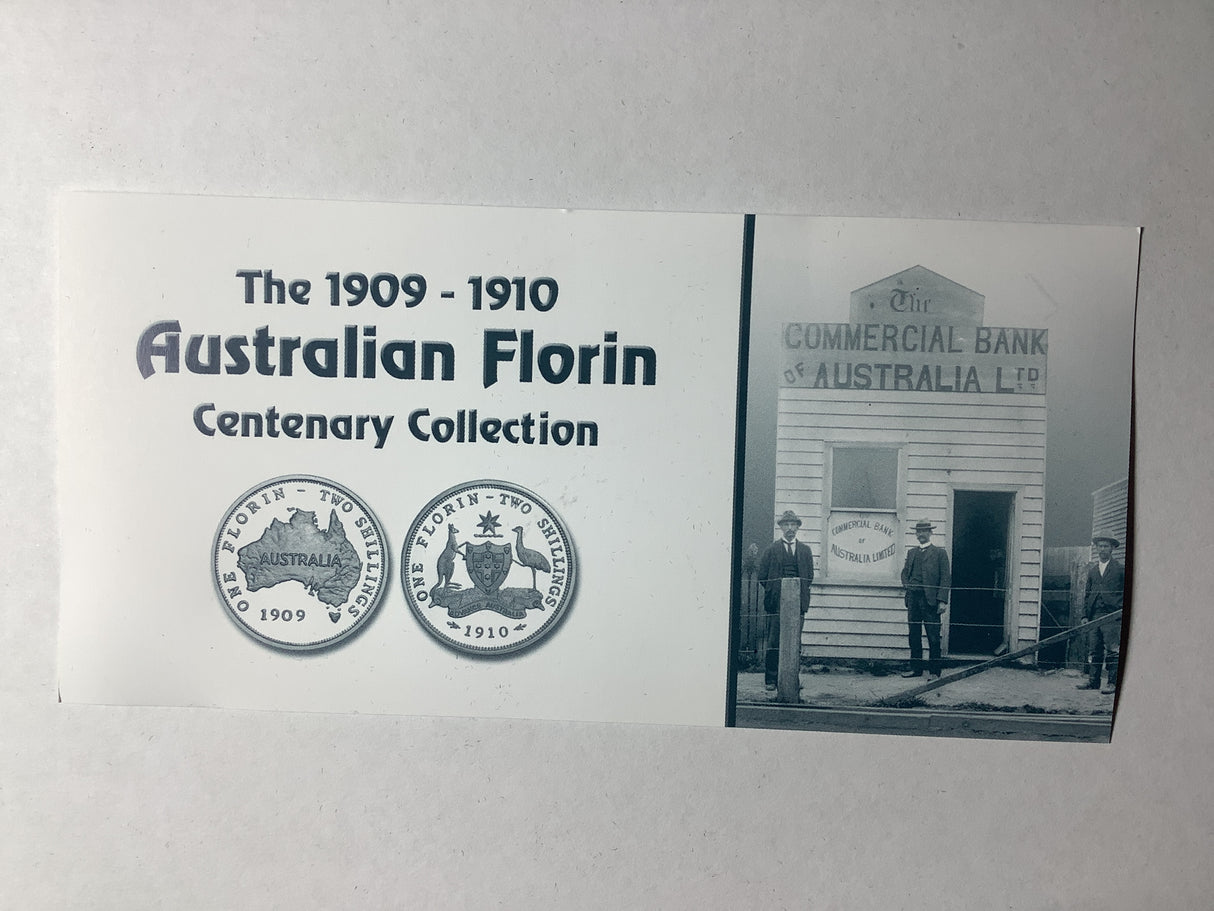 The 1909 - 1910
Australian Florin
Centenary Collection
ONE FLORIN - TWO SHILLINGS
AUSTRALIA
1909
ONE FLORIN - TWO SHILLINGS
1910
The
COMMERCIAL BANK
OF AUSTRALIA LTD
COMMERCIAL BANK
OF
AUSTRALIA LIMITED